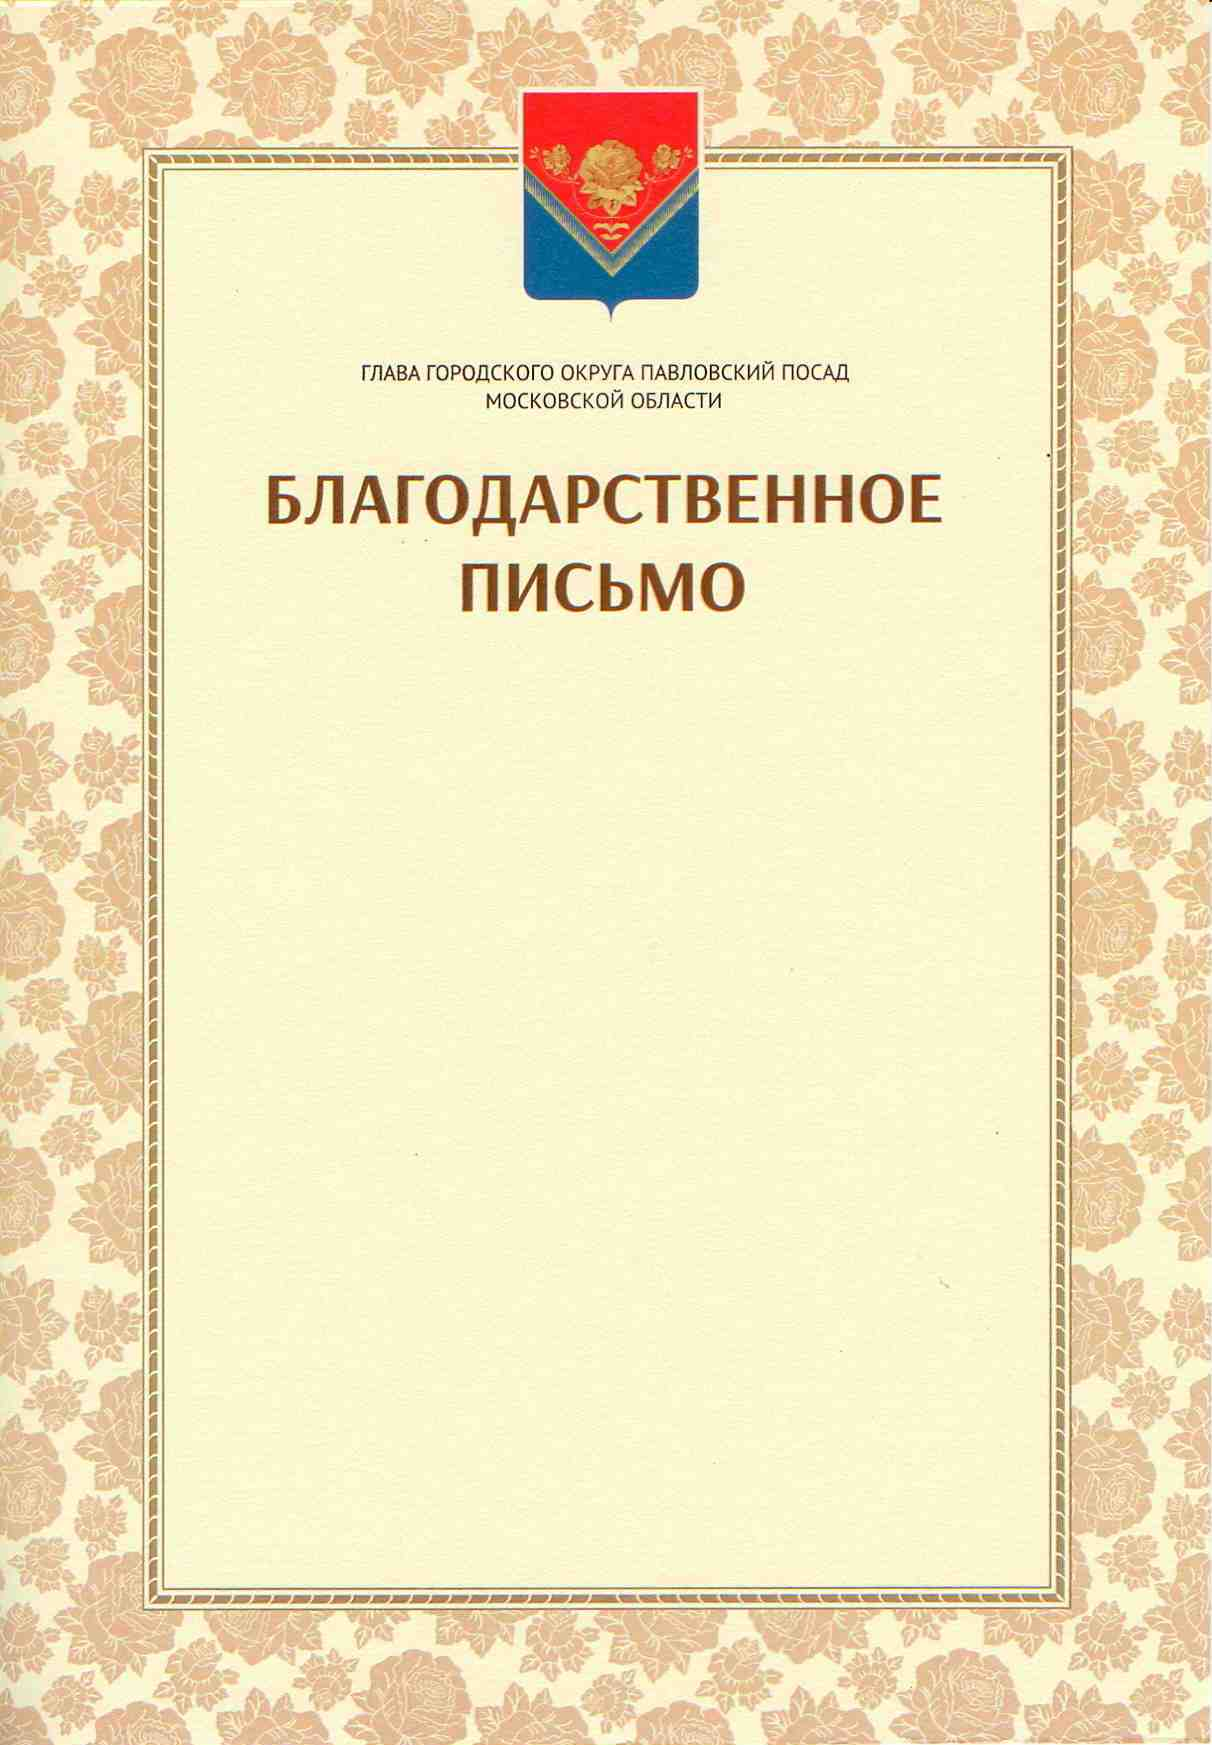 ГЛАВА ГОРОДСКОГО ОКРУГА ПАВЛОВСКИЙ ПОСАД
МОСКОВСКОЙ ОБЛАСТИ
БЛАГОДАРСТВЕННОЕ
ПИСЬМО